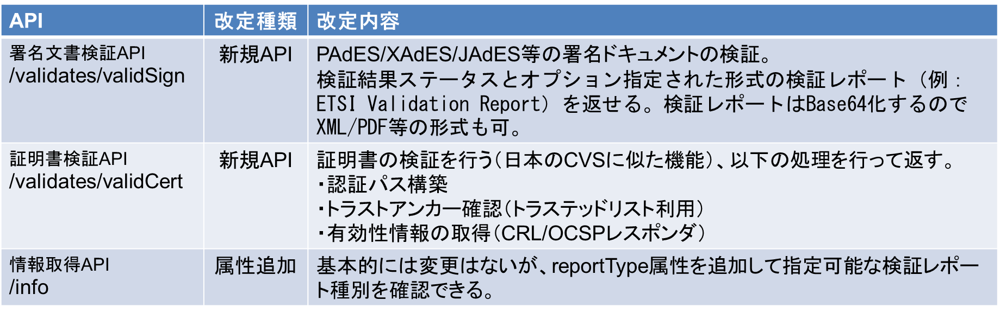 API 改定種類 改定内容
署名文書検証API
/validates/validSign
新規API
PAdES/XAdES/JAdES等の署名ドキュメントの検証。
検証結果ステータスとオプション指定された形式の検証レポート（例：
ETSI Validation Report）を返せる。検証レポートはBase64化するので
XML/PDF等の形式も可。
証明書検証API
/validates/validCert
新規API
証明書の検証を行う（日本のCVSに似た機能）、以下の処理を行って返す。
・認証パス構築
・トラストアンカー確認（トラステッドリスト利用）
・有効性情報の取得（CRL/OCSPレスポンダ）
情報取得API
/info
属性追加
基本的には変更はないが、reportType属性を追加して指定可能な検証レポー
ト種別を確認できる。